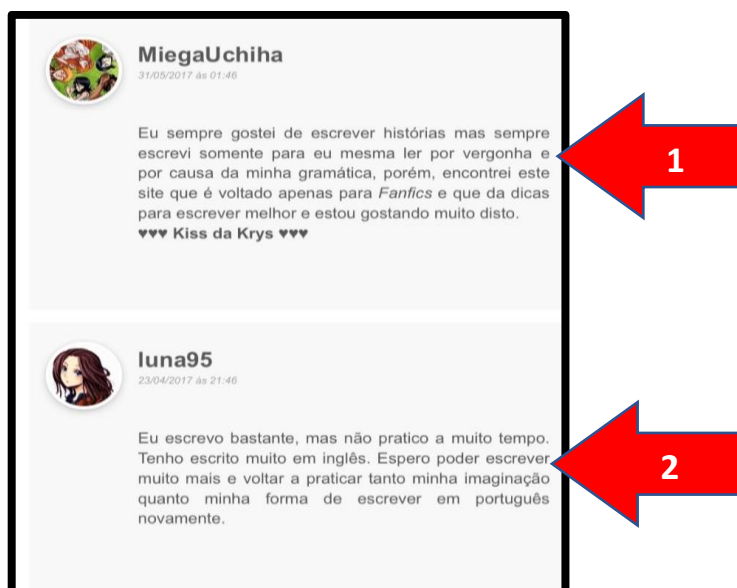 MiegaUchiha
31/05/2017 às 01:46
Eu sempre gostei de escrever histórias mas sempre
escrevi somente para eu mesma ler por vergonha e
por causa da minha gramática, porém, encontrei este
site que é voltado apenas para Fanfics e que da dicas
para escrever melhor e estou gostando muito disto.
♥♥♥ Kiss da Krys ♥♥♥
1
luna95
23/04/2017 às 21:46
Eu escrevo bastante, mas não pratico a muito tempo.
Tenho escrito muito em inglês. Espero poder escrever
muito mais e voltar a praticar tanto minha imaginação
quanto minha forma de escrever em português
novamente.
2